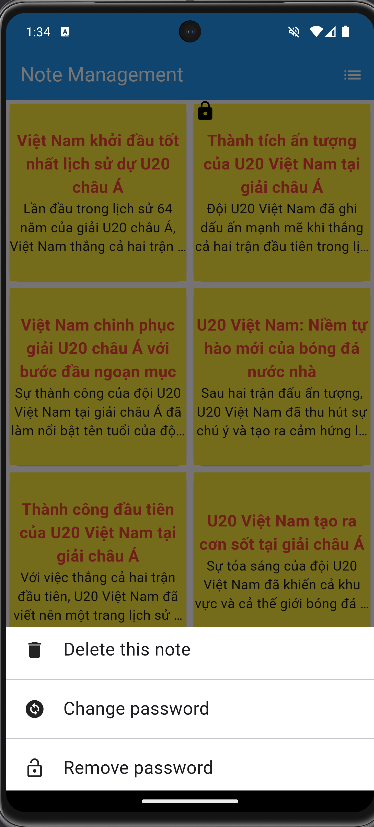 1:34
Note Management
Việt Nam khởi đầu tốt
nhất lịch sử dự U20
châu Á
Lần đầu trong lịch sử 64
năm của giải U20 châu Á,
Việt Nam thắng cả hai trận ...
Thành tích ấn tượng
của U20 Việt Nam tại
giải châu Á
Đội U20 Việt Nam đã ghi
dấu ấn mạnh mẽ khi thắng
cả hai trận đầu tiên trong lị...
Việt Nam chinh phục
giải U20 châu Á với
bước đầu ngoạn mục
Sự thành công của đội U20
Việt Nam tại giải châu Á đã
làm nổi bật tên tuổi của độ...
U20 Việt Nam: Niềm tự
hào mới của bóng đá
nước nhà
Sau hai trận đấu ấn tượng,
U20 Việt Nam đã thu hút sự
chú ý và tạo ra cảm hứng l...
Thành công đầu tiên
của U20 Việt Nam tại
giải châu Á
Với việc thắng cả hai trận
đầu tiên, U20 Việt Nam đã
viết nên một trang lịch sử ...
U20 Việt Nam tạo ra
cơn sốt tại giải châu Á
Sự tỏa sáng của đội U20
Việt Nam đã khiến cả khu
vực và cả thế giới bóng đá ...
Delete this note
Change password
Remove password